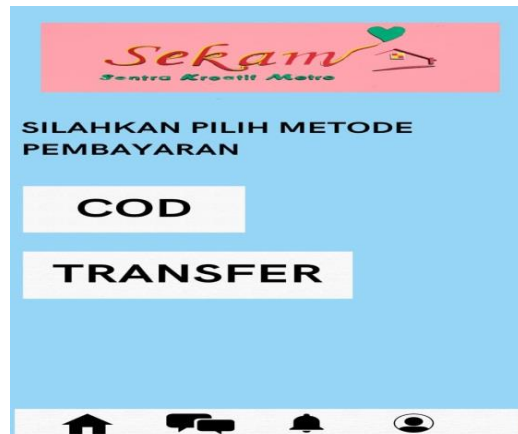 Sekam
Sentra Kreatif Metro
SILAHKAN PILIH METODE
PEMBAYARAN
COD
TRANSFER